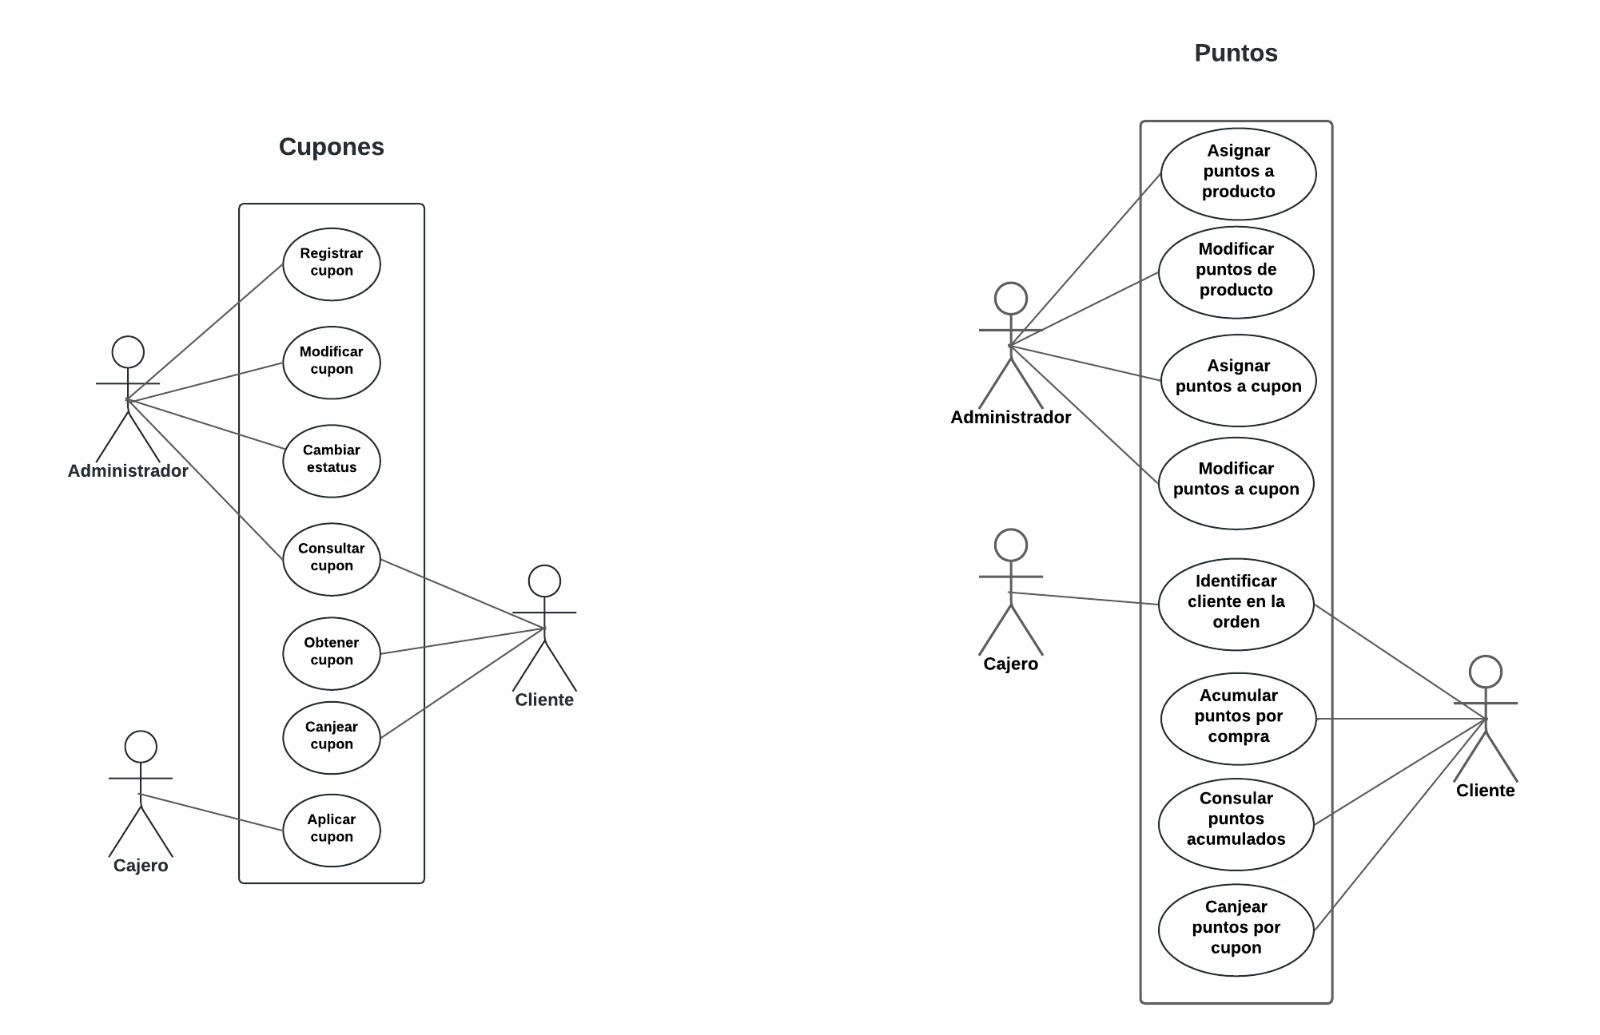 Cupones
Registrar
cupon
Modificar
cupon
Cambiar
estatus
Consultar
cupon
Obtener
cupon
Canjear
cupon
Aplicar
cupon
Administrador
Cajero
Cliente
Puntos
Asignar
puntos a
producto
Modificar
puntos de
producto
Asignar
puntos a cupon
Modificar
puntos a cupon
Identificar
cliente en la
orden
Acumular
puntos por
compra
Consular
puntos
acumulados
Canjear
puntos por
cupon
Administrador
Cajero
Cliente